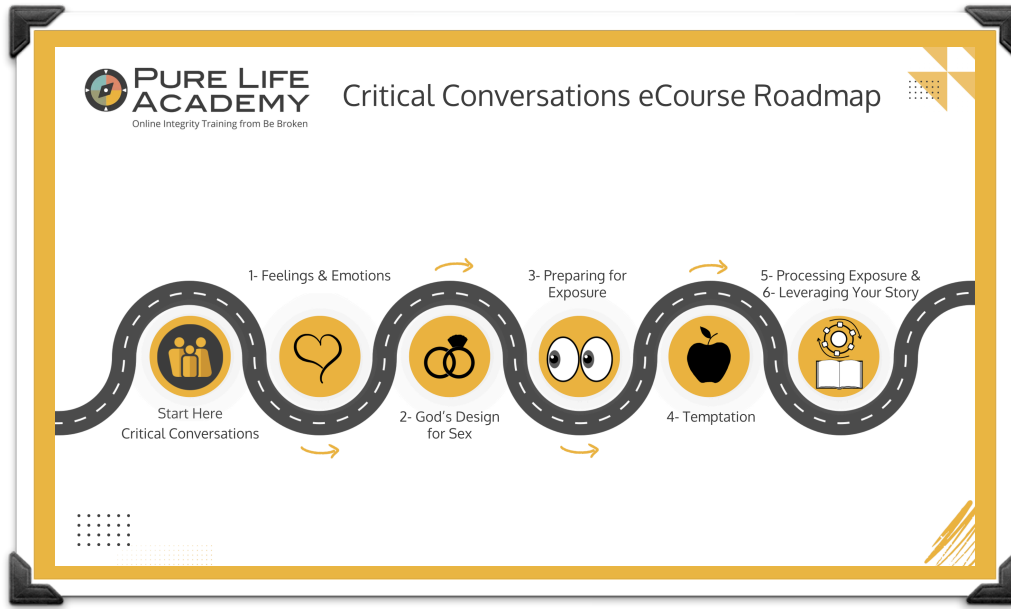 PURE LIFE
ACADEMY
Online Integrity Training from Be Broken
Critical Conversations eCourse Roadmap
Start Here
Critical Conversations
1- Feelings & Emotions
2- God's Design
for Sex
3- Preparing for
Exposure
4- Temptation
5- Processing Exposure &
6- Leveraging Your Story